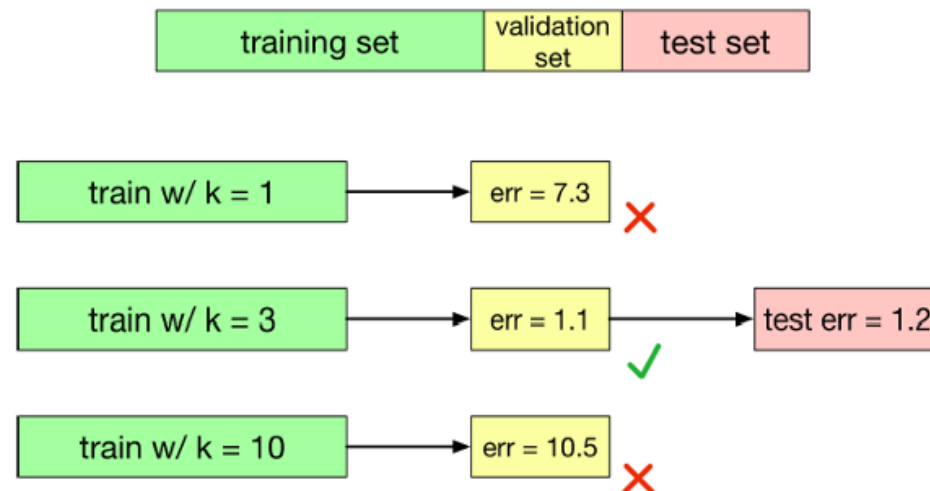 training set
validation
set
test set
train w/ k = 1
err = 7.3
train w/ k = 3
err = 1.1
test err = 1.2
train w/ k = 10
err = 10.5